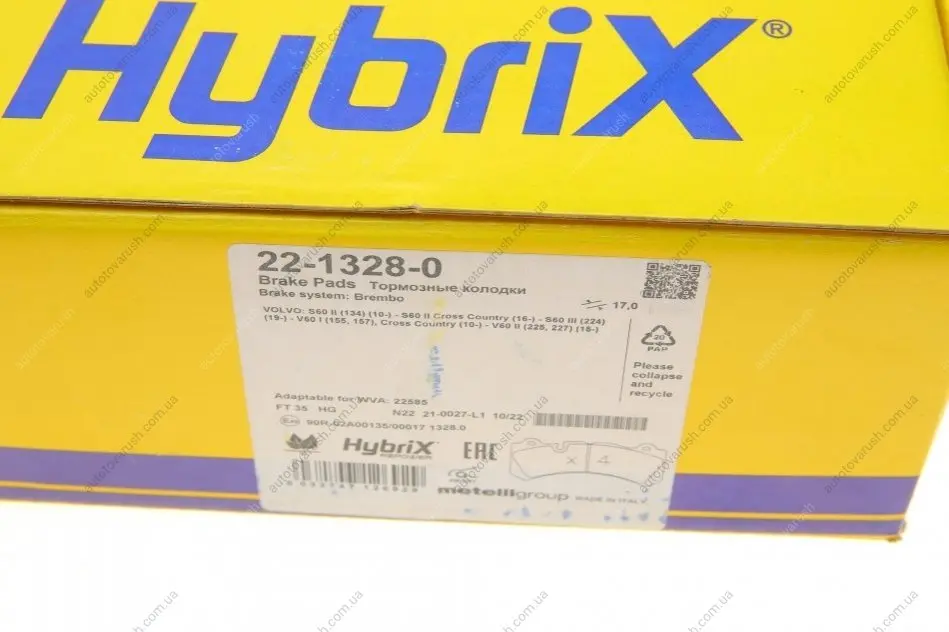 HybriX®
22-1328-0
Brake Pads Тормозные колодки
Brake system: Brembo
17,0
VOLVO: S60 II (134) (10-) - S60 II Cross Country (16-) - S60 III (224)
(19-) - V60 I (155, 157), Cross Country (10-) - V60 II (225, 227) (18-)
20
PAP
Please
collapse
and
recycle
Adaptable for WVA: 22585
FT 35 HG
N22 21-0027-L1 10/22
90R-02A00135/00017 1328.0
HybriX
EAC
x 4
metelligroup
MADE IN ITALY
autotovarush.com.ua